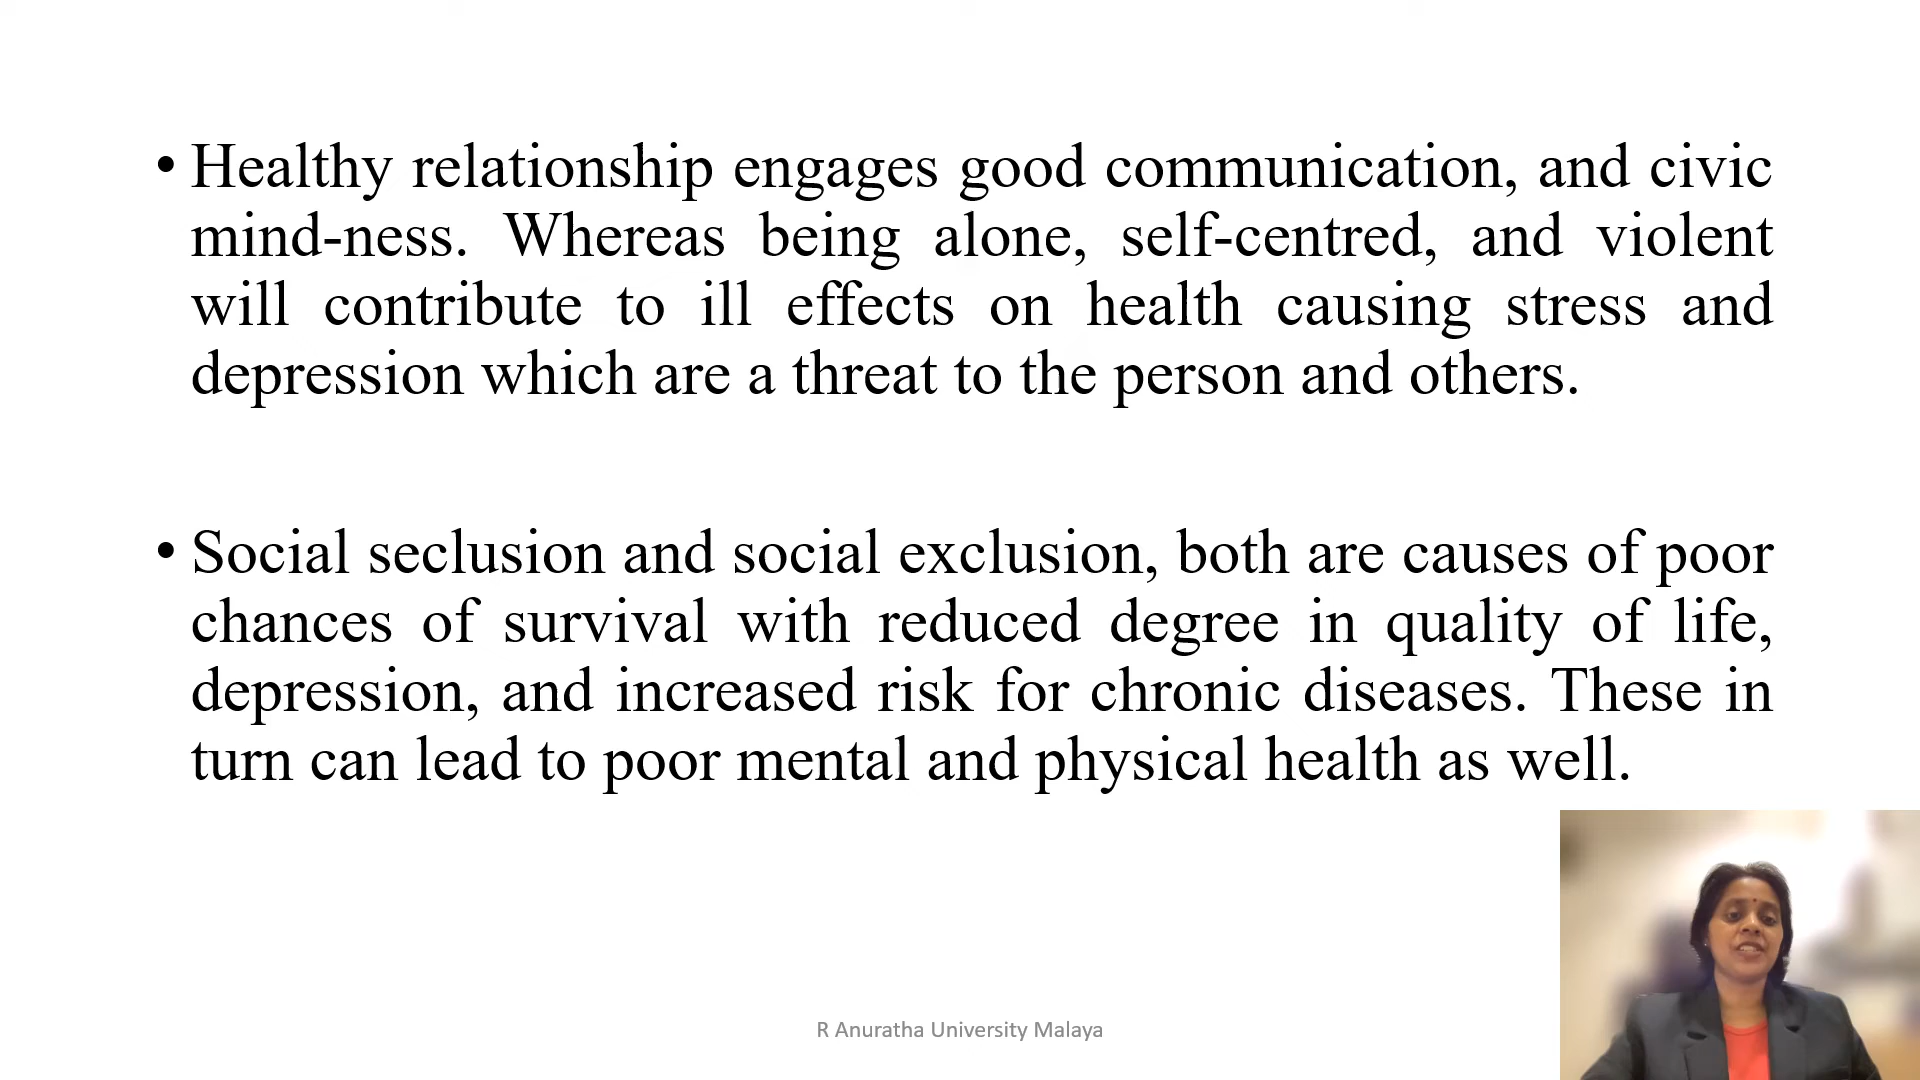 • Healthy relationship engages good communication, and civic
mind-ness. Whereas being alone, self-centred, and violent
will contribute to ill effects on health causing stress and
depression which are a threat to the person and others.
• Social seclusion and social exclusion, both are causes of poor
chances of survival with reduced degree in quality of life,
depression, and increased risk for chronic diseases. These in
turn can lead to poor mental and physical health as well.
R Anuratha University Malaya